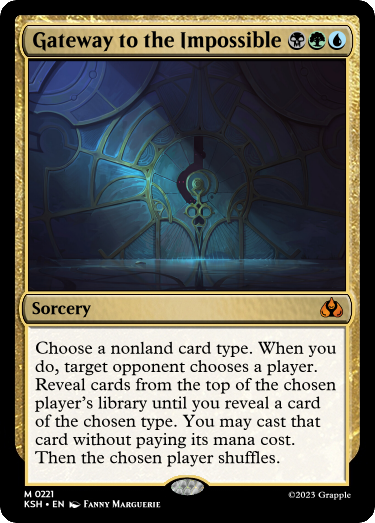 Gateway to the Impossible
Sorcery
Choose a nonland card type. When you
do, target opponent chooses a player.
Reveal cards from the top of the chosen
player's library until you reveal a card
of the chosen type. You may cast that
card without paying its mana cost.
Then the chosen player shuffles.
M 0221
KSH • EN Fanny Marguerie
©2023 Grapple